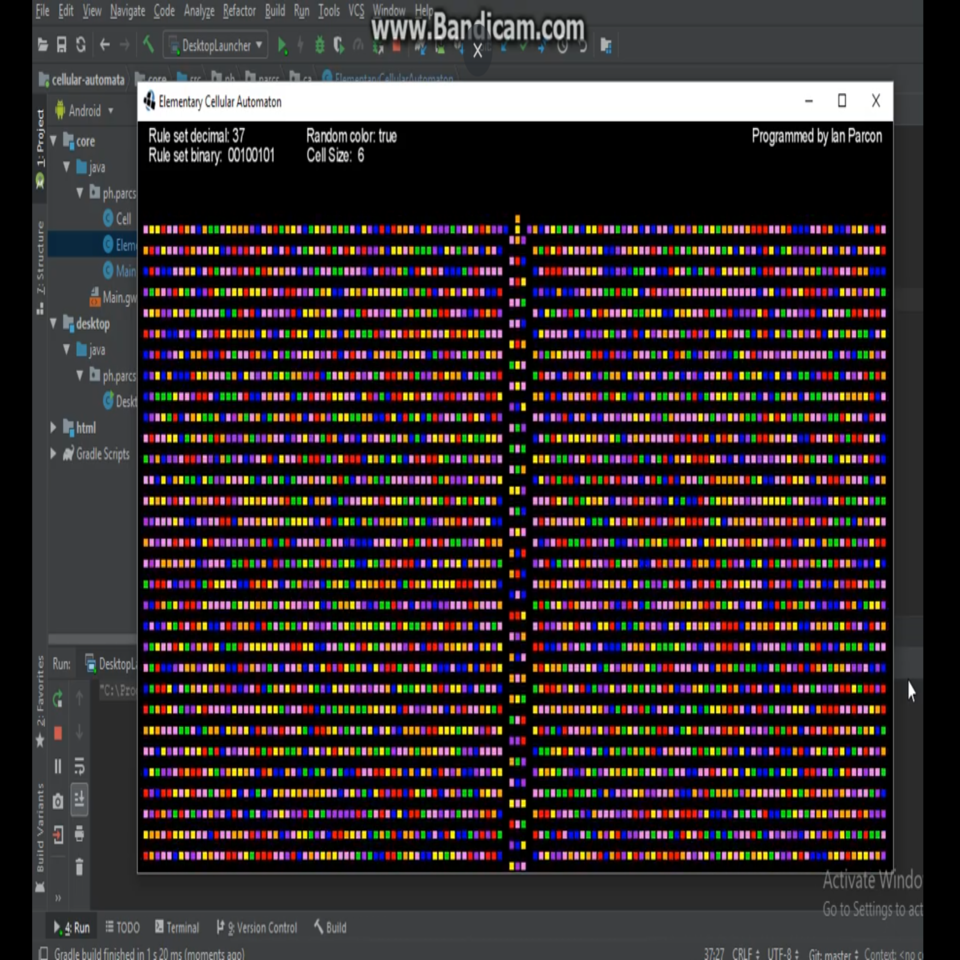 File Edit View Navigate Code Analyze Refactor Build Run Tools VCS Window Help
www.Bandicam.com
DesktopLauncher
cellular-automata core src ph parcs ca ElementaryCellularAutomaton
Elementary Cellular Automaton
Android
1: Project
Rule set decimal: 37 Random color: true Programmed by Ian Parcon
Rule set binary: 00100101 Cell Size: 6
core
java
ph.parcs
Cell
Elem
Main
Main.gw
Z: Structure
desktop
java
ph.parcs
Deskt
html
Gradle Scripts
Run: DesktopL
"C:\Pro
2: Favorites
Build Variants
Activate Windo
Go to Settings to act
4: Run TODO Terminal 9: Version Control Build
Gradle build finished in 1 s 20 ms (moments ago) 37:27 CRLF UTF-8 Git: master Context: <no c